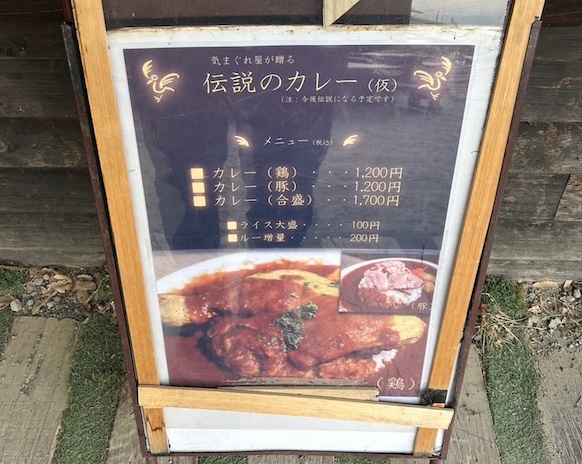 気まぐれ屋が贈る
伝説のカレー(仮)
(注:今後伝説になる予定です)
メニュー(税込)
カレー(鶏)・・・1,200円
カレー(豚)・・・1,200円
カレー(合盛)・・・1,700円
ライス大盛・・・・・100円
ルー増量・・・・・・200円
(豚)
(鶏)